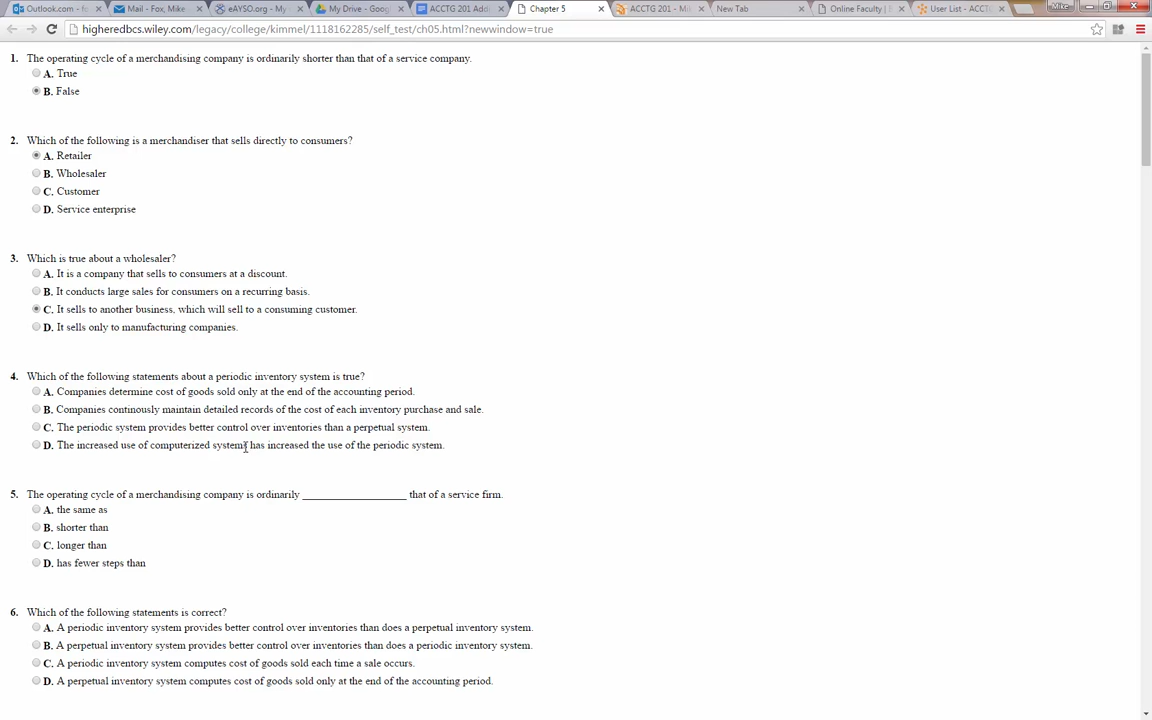 Outlook.com - fo
Mail - Fox, Mike
eAYSO.org - My
My Drive - Goog
ACCTG 201 Addi
Chapter 5
ACCTG 201 - Mi
New Tab
Online Faculty |
User List - ACCT
Mike
higheredbcs.wiley.com/legacy/college/kimmel/1118162285/self_test/ch05.html?newwindow=true
1. The operating cycle of a merchandising company is ordinarily shorter than that of a service company.
A. True
B. False
2. Which of the following is a merchandiser that sells directly to consumers?
A. Retailer
B. Wholesaler
C. Customer
D. Service enterprise
3. Which is true about a wholesaler?
A. It is a company that sells to consumers at a discount.
B. It conducts large sales for consumers on a recurring basis.
C. It sells to another business, which will sell to a consuming customer.
D. It sells only to manufacturing companies.
4. Which of the following statements about a periodic inventory system is true?
A. Companies determine cost of goods sold only at the end of the accounting period.
B. Companies continously maintain detailed records of the cost of each inventory purchase and sale.
C. The periodic system provides better control over inventories than a perpetual system.
D. The increased use of computerized systems has increased the use of the periodic system.
5. The operating cycle of a merchandising company is ordinarily ____________________ that of a service firm.
A. the same as
B. shorter than
C. longer than
D. has fewer steps than
6. Which of the following statements is correct?
A. A periodic inventory system provides better control over inventories than does a perpetual inventory system.
B. A perpetual inventory system provides better control over inventories than does a periodic inventory system.
C. A periodic inventory system computes cost of goods sold each time a sale occurs.
D. A perpetual inventory system computes cost of goods sold only at the end of the accounting period.